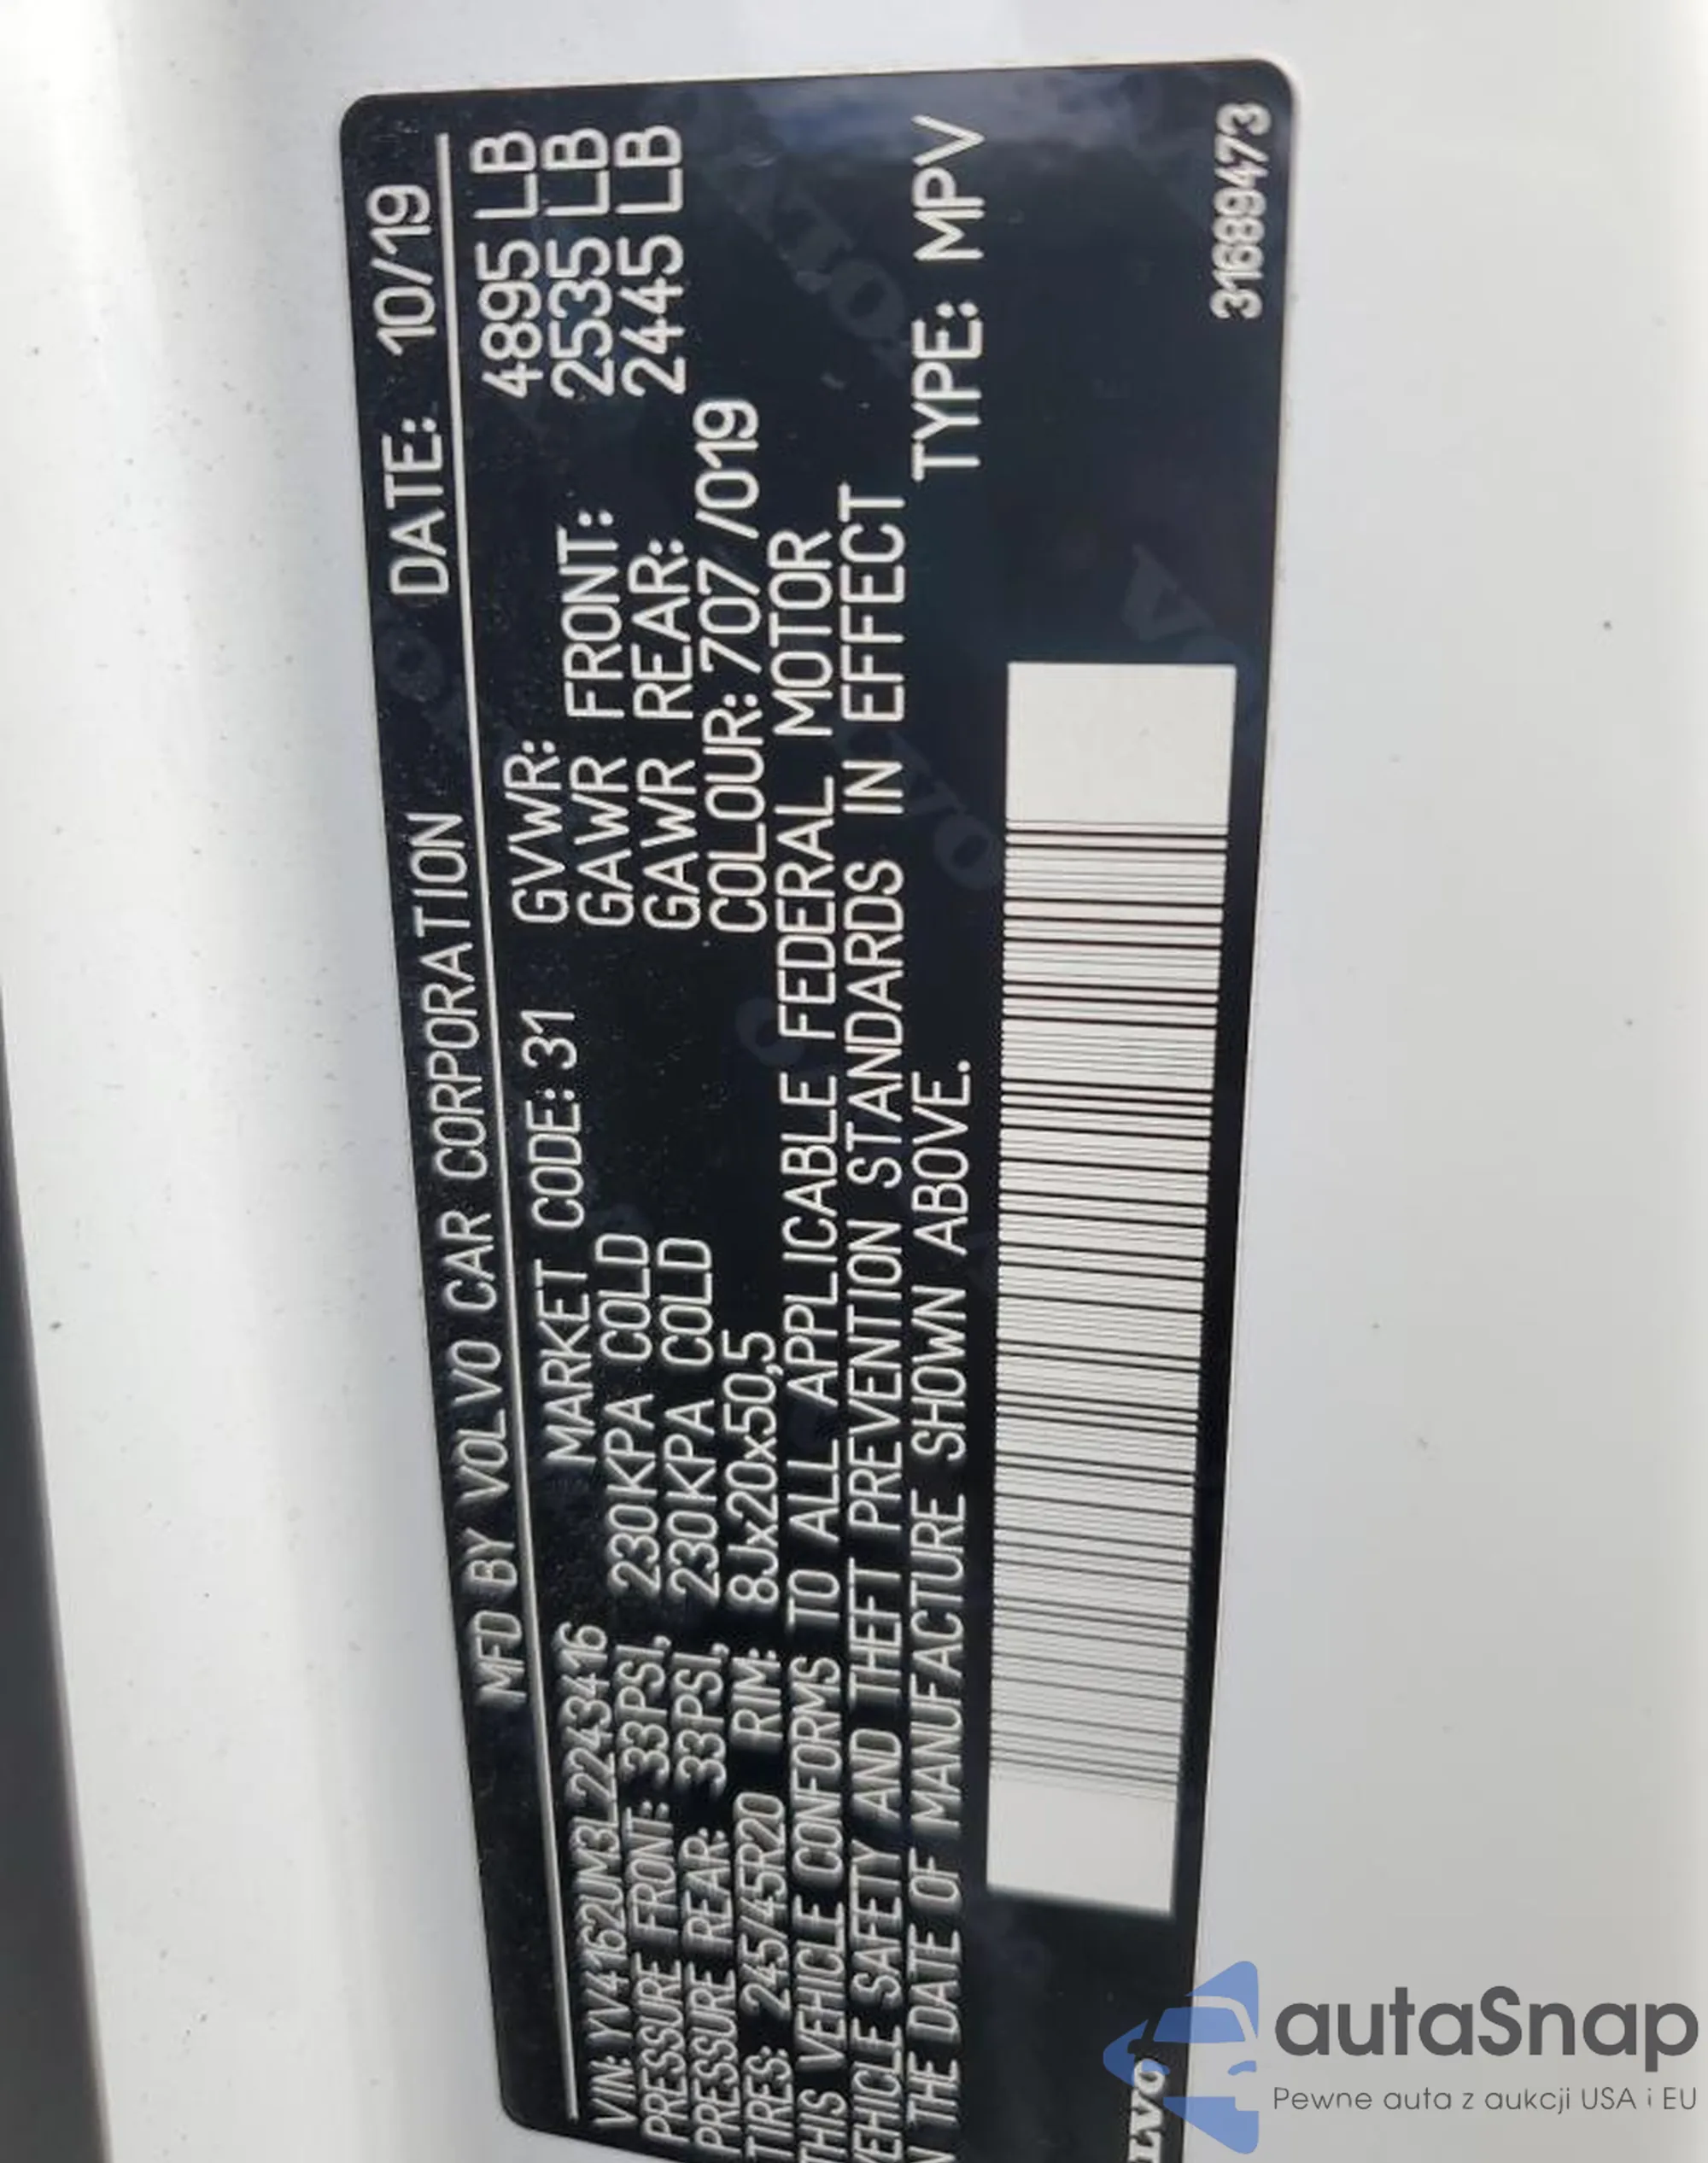 MFD BY VOLVO CAR CORPORATION DATE: 10/19
VIN: YV4162UM3L2243416 MARKET CODE: 31 GVWR: 4895 LB
PRESSURE FRONT: 33PSI, 230KPA COLD GAWR FRONT: 2535 LB
PRESSURE REAR: 33PSI, 230KPA COLD GAWR REAR: 2445 LB
TIRES: 245/45R20 RIM: 8Jx20x50,5 COLOUR: 707 /019
THIS VEHICLE CONFORMS TO ALL APPLICABLE FEDERAL MOTOR
VEHICLE SAFETY AND THEFT PREVENTION STANDARDS IN EFFECT
N THE DATE OF MANUFACTURE SHOWN ABOVE. TYPE: MPV
LVO
31689473
autaSnap
Pewne auta z aukcji USA i EU